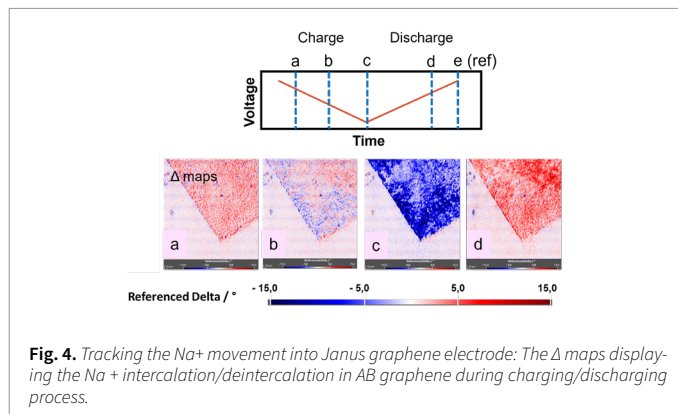 Charge Discharge
a b c d e (ref)
Voltage
Time
Δ maps
a b c d
Referenced Delta / °
- 15,0 - 5,0 5,0 15,0
Fig. 4. Tracking the Na+ movement into Janus graphene electrode: The Δ maps display-
ing the Na + intercalation/deintercalation in AB graphene during charging/discharging
process.